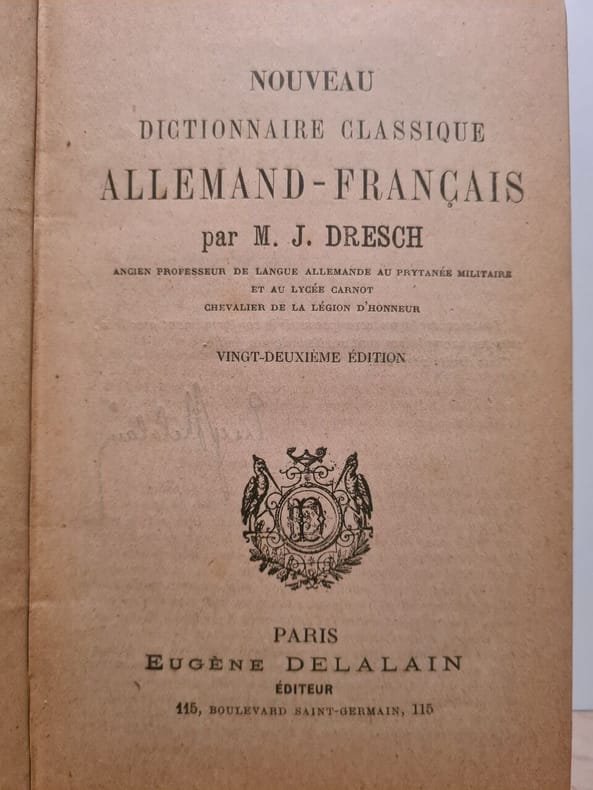 NOUVEAU
DICTIONNAIRE CLASSIQUE
ALLEMAND-FRANÇAIS
par M. J. DRESCH
ANCIEN PROFESSEUR DE LANGUE ALLEMANDE AU PRYTANÉE MILITAIRE
ET AU LYCÉE CARNOT
CHEVALIER DE LA LÉGION D'HONNEUR
VINGT-DEUXIÈME ÉDITION
PARIS
EUGÈNE DELALAIN
ÉDITEUR
115, BOULEVARD SAINT-GERMAIN, 115